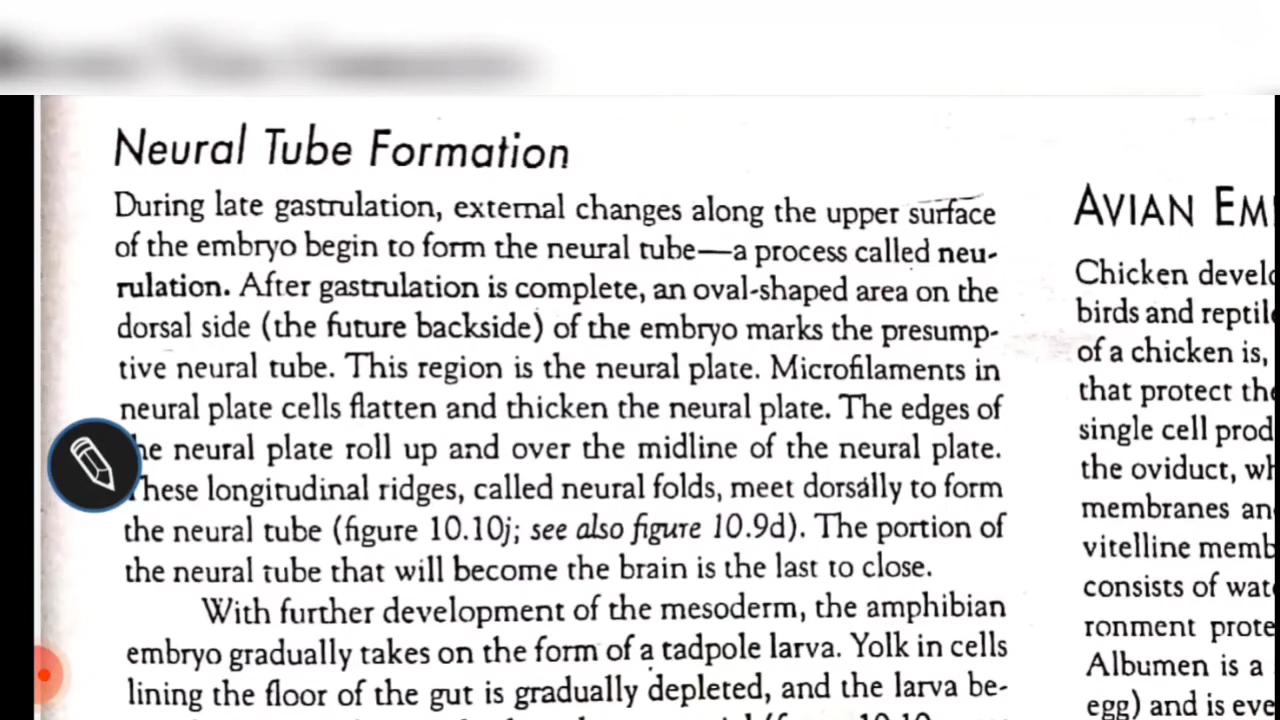 Neural Tube Formation
During late gastrulation, external changes along the upper surface
of the embryo begin to form the neural tube—a process called neu-
rulation. After gastrulation is complete, an oval-shaped area on the
dorsal side (the future backside) of the embryo marks the presump-
tive neural tube. This region is the neural plate. Microfilaments in
neural plate cells flatten and thicken the neural plate. The edges of
he neural plate roll up and over the midline of the neural plate.
These longitudinal ridges, called neural folds, meet dorsally to form
the neural tube (figure 10.10j; see also figure 10.9d). The portion of
the neural tube that will become the brain is the last to close.
With further development of the mesoderm, the amphibian
embryo gradually takes on the form of a tadpole larva. Yolk in cells
lining the floor of the gut is gradually depleted, and the larva be-
AVIAN EM
Chicken develo
birds and reptile
of a chicken is,
that protect the
single cell prod
the oviduct, wh
membranes an
vitelline memb
consists of wat
ronment prote
Albumen is a
egg) and is eve